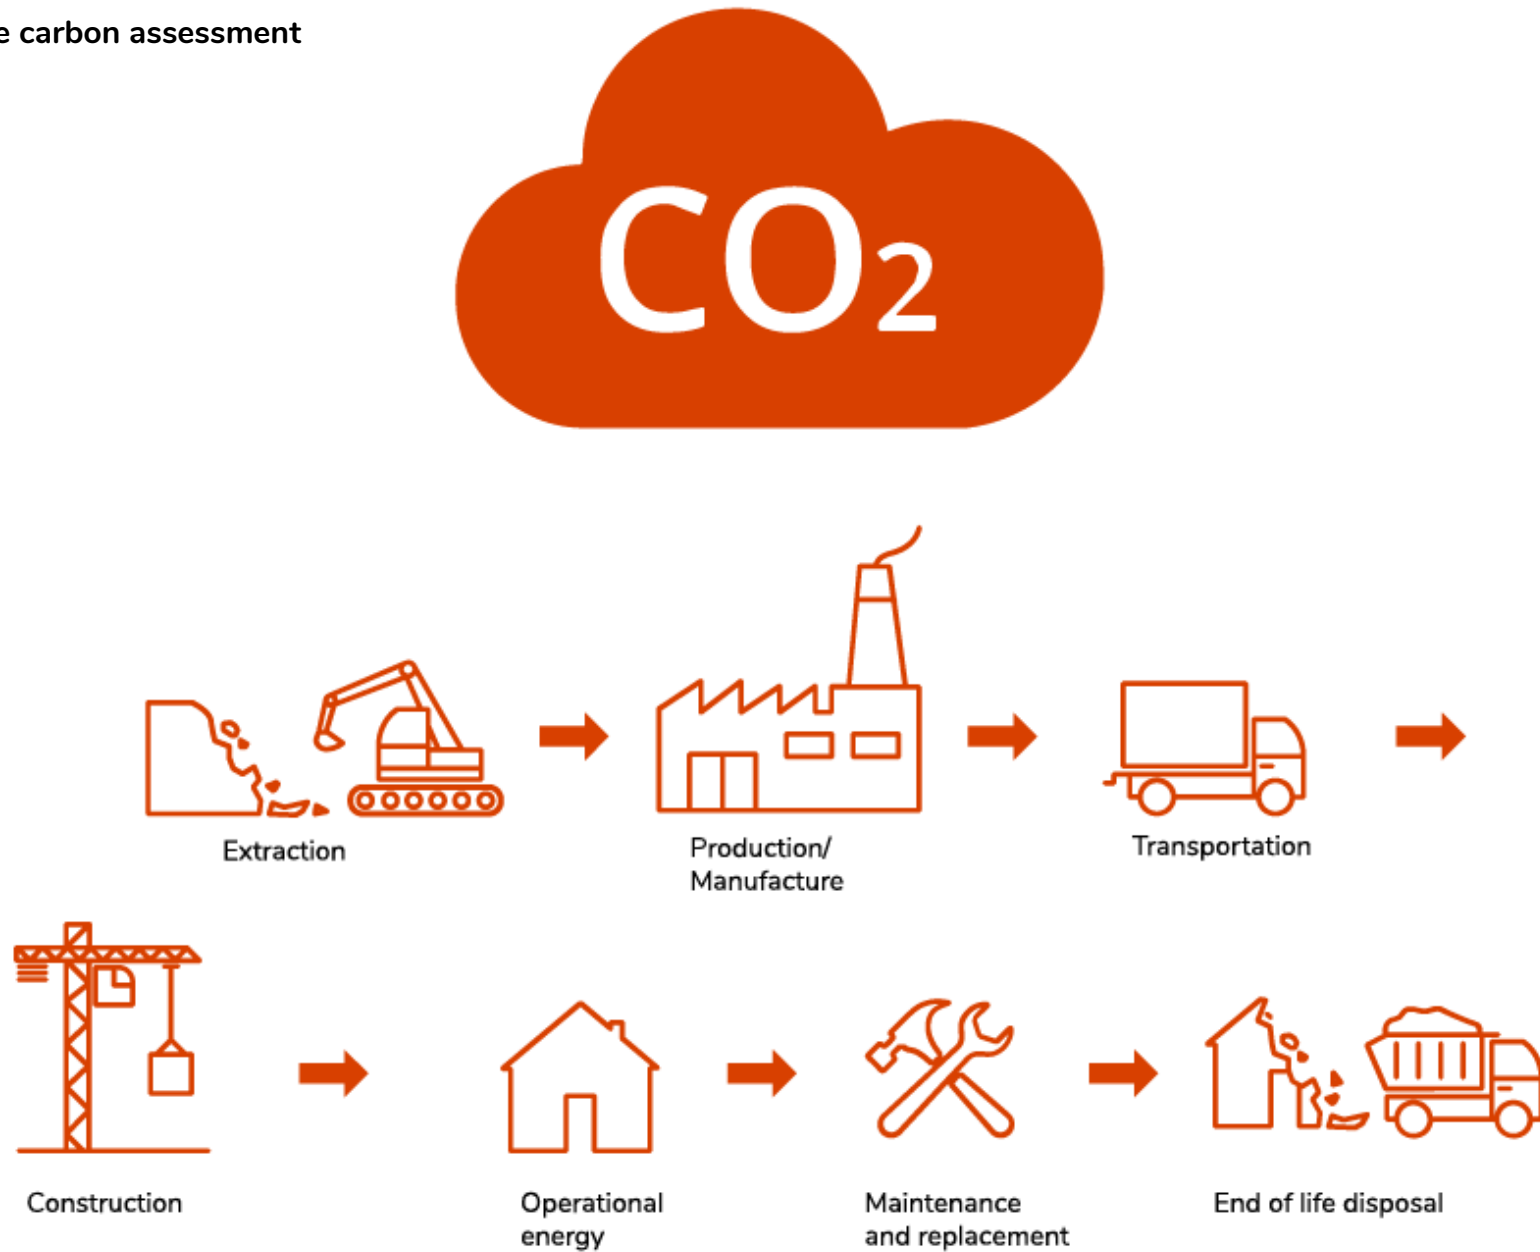 e carbon assessment
CO2
Extraction
Production/
Manufacture
Transportation
Construction
Operational
energy
Maintenance
and replacement
End of life disposal